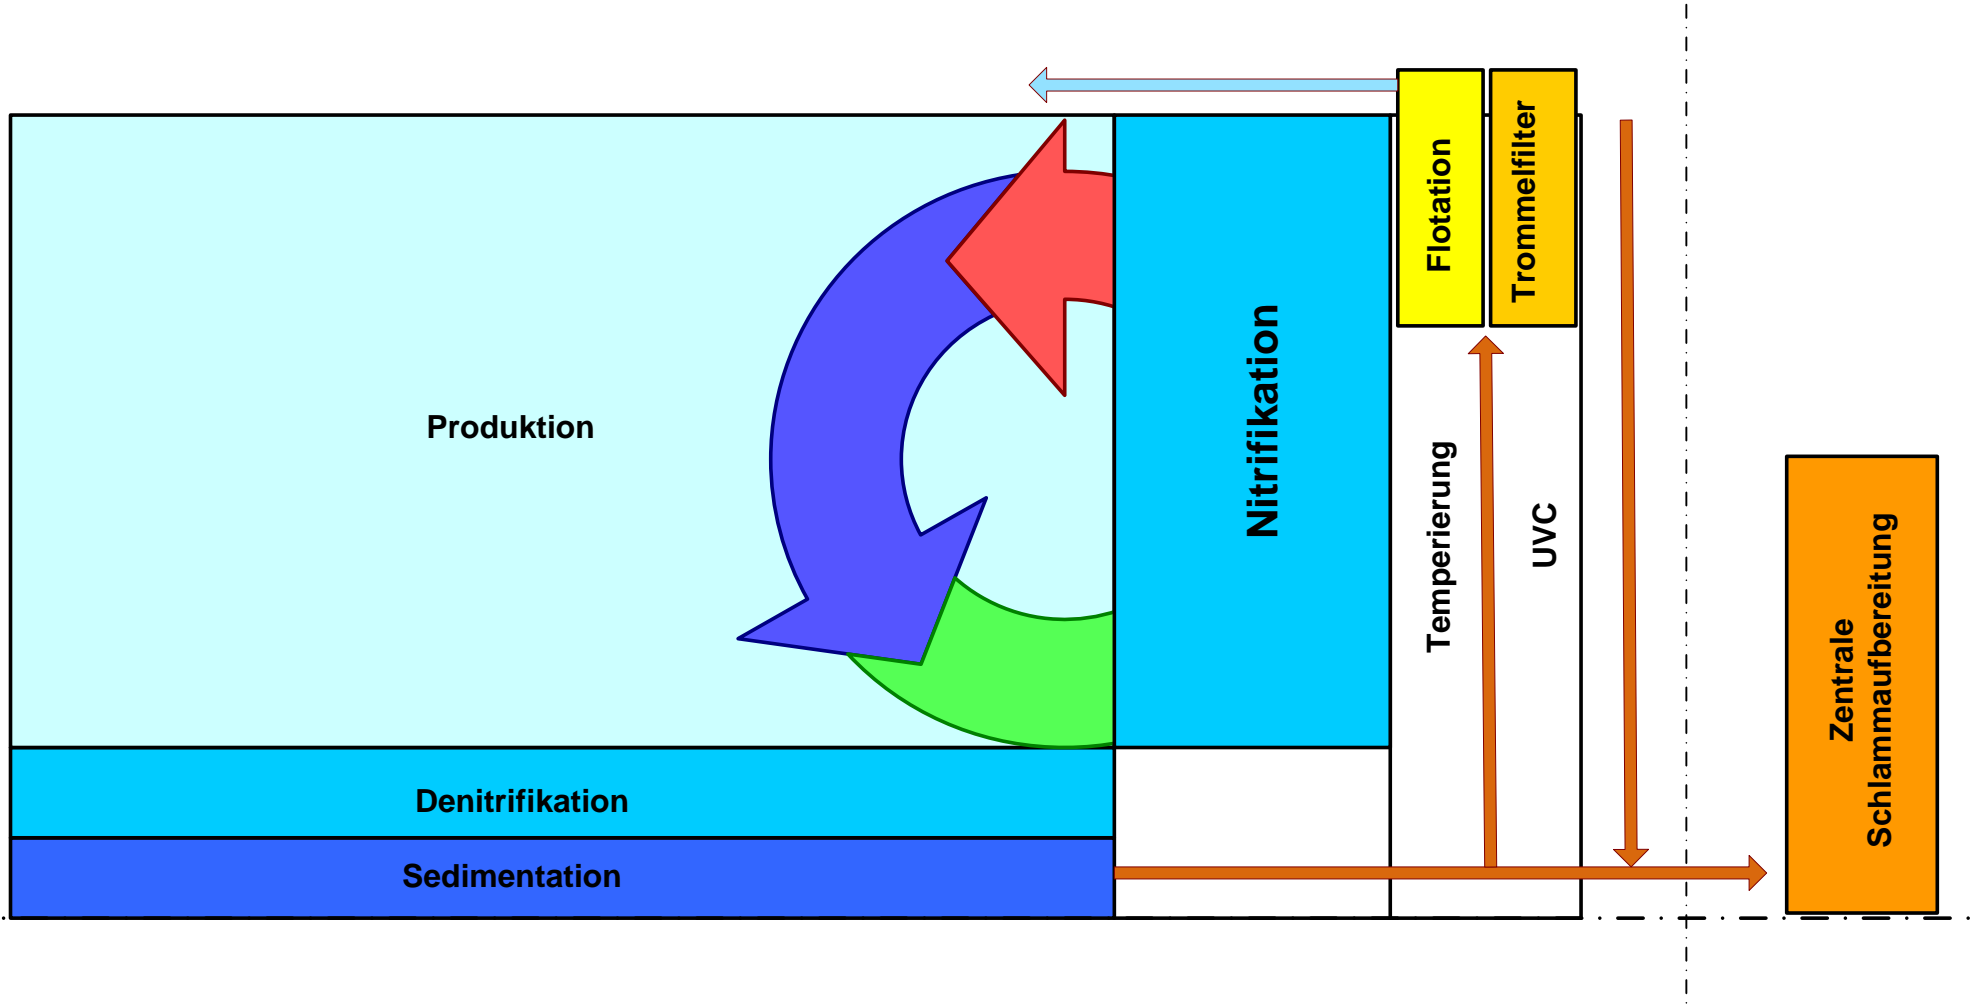 Produktion
Denitrifikation
Sedimentation
Nitrifikation
Flotation
Trommelfilter
Temperierung
UVC
Zentrale
Schlammaufbereitung